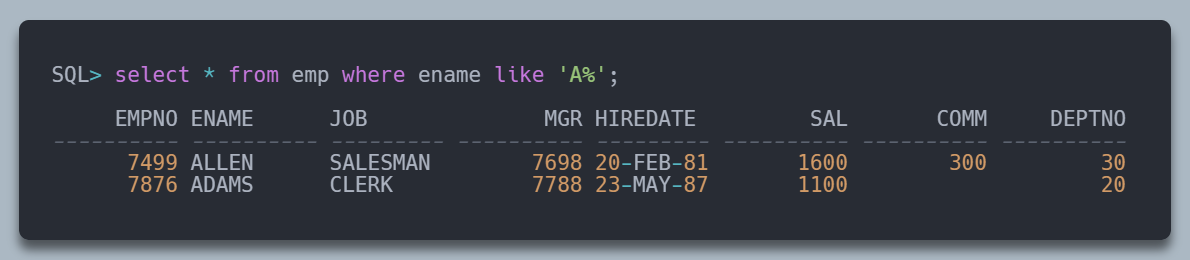 SQL> select * from emp where ename like 'A%';
     EMPNO ENAME      JOB              MGR HIREDATE         SAL       COMM     DEPTNO
---------- ---------- --------- ---------- --------- ---------- ---------- ----------
      7499 ALLEN      SALESMAN        7698 20-FEB-81       1600        300         30
      7876 ADAMS      CLERK           7788 23-MAY-87       1100                    20